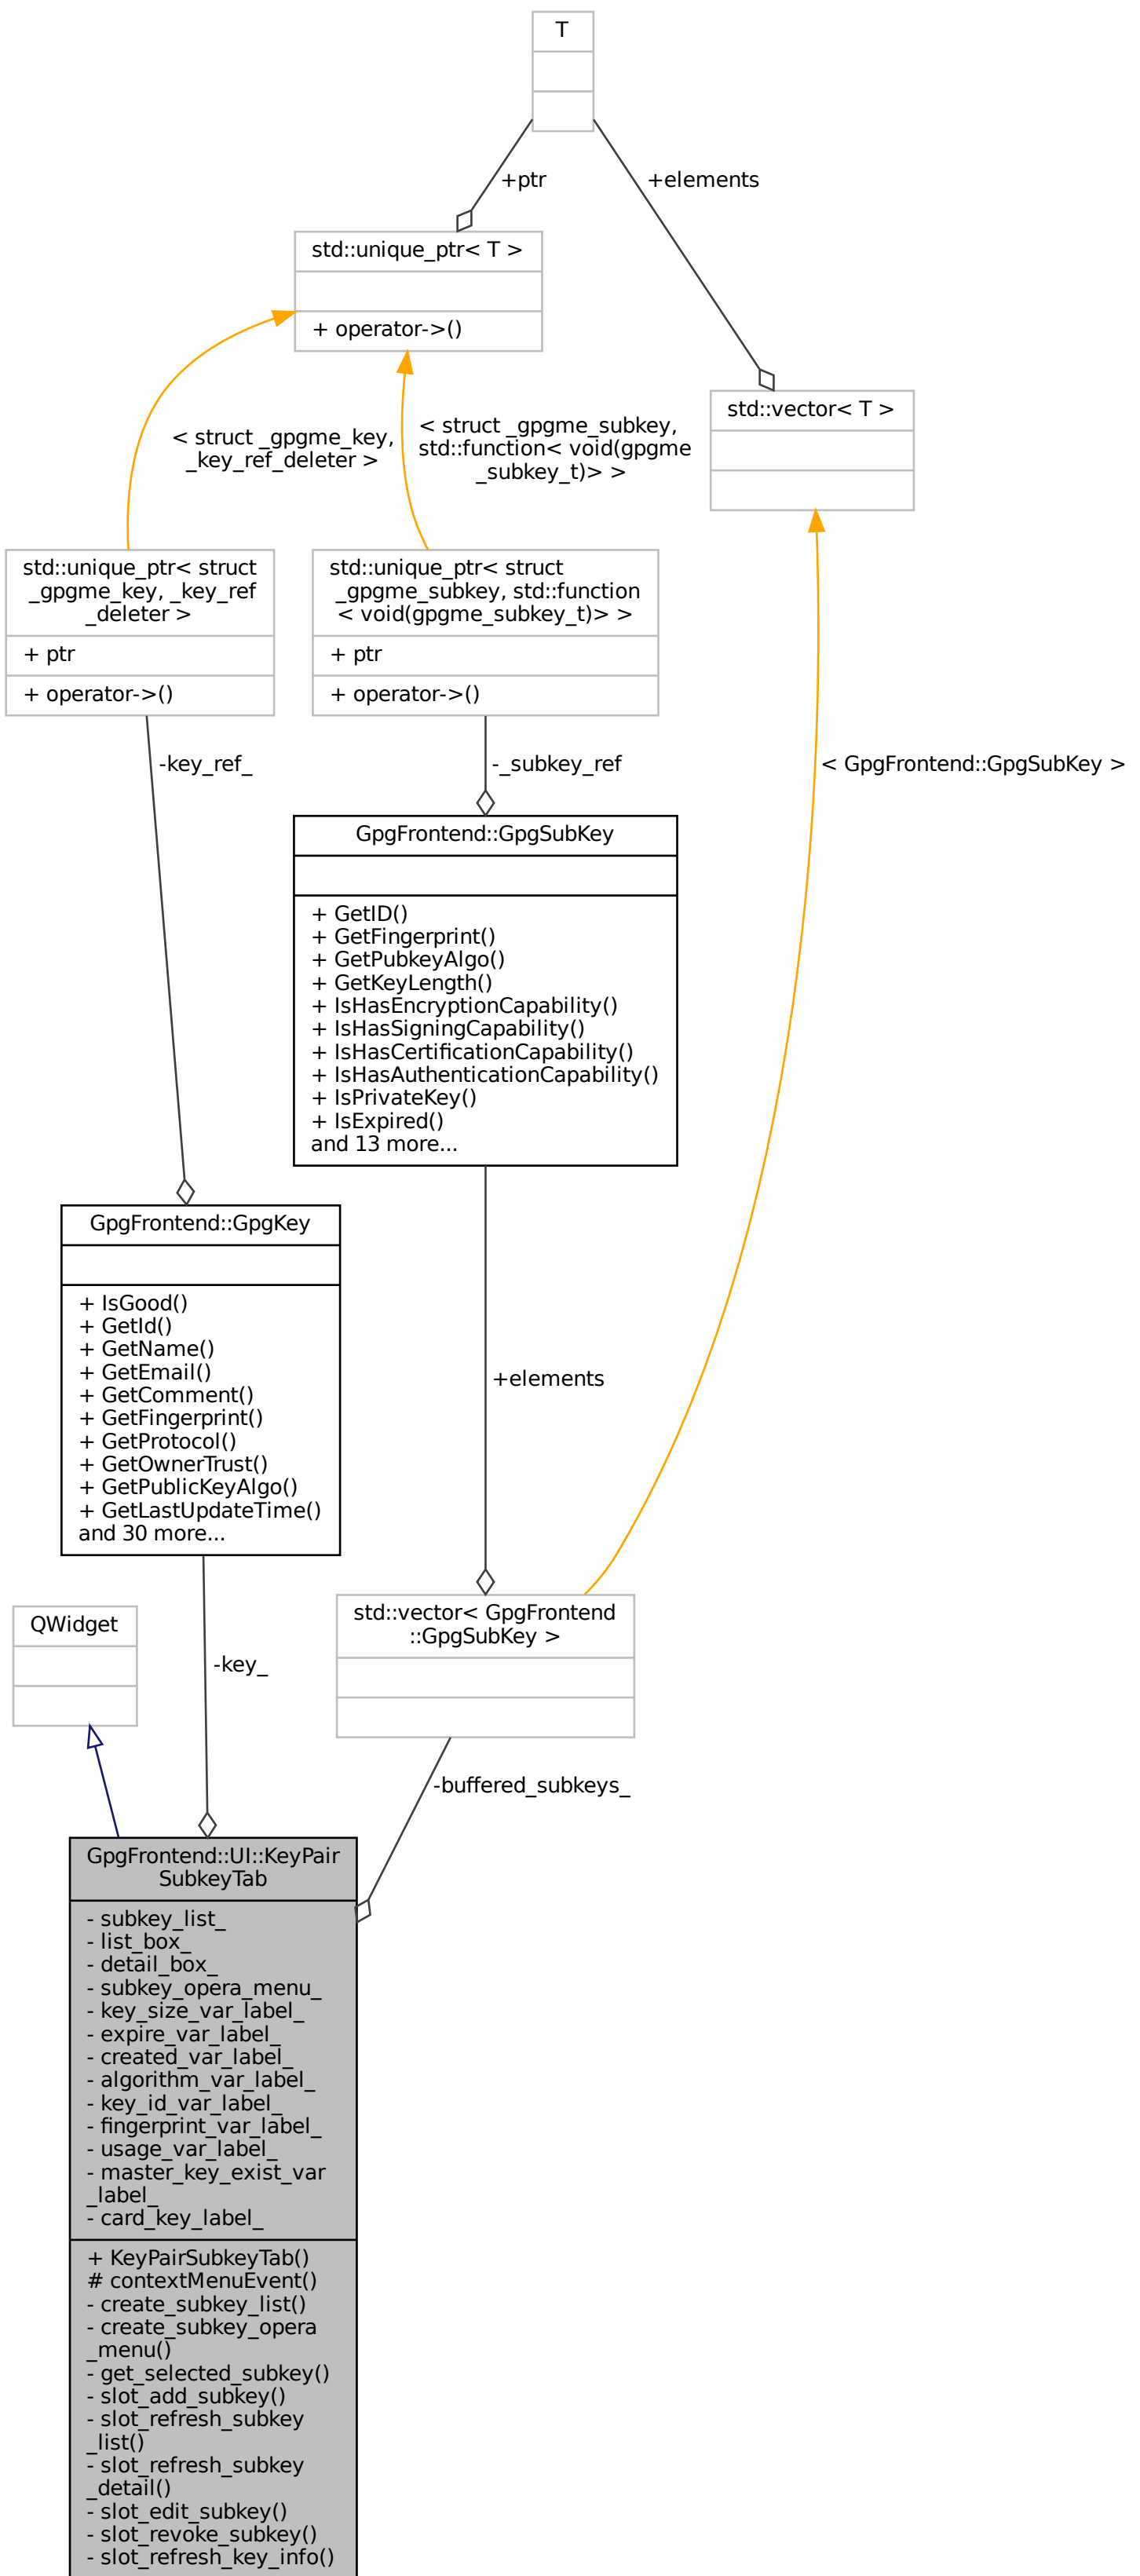 T
+ptr
+elements
std::unique_ptr< T >
+ operator->()
std::vector< T >
< struct _gpgme_key,
_key_ref_deleter >
< struct _gpgme_subkey,
std::function< void(gpgme
_subkey_t)> >
std::unique_ptr< struct
_gpgme_key, _key_ref
_deleter >
+ ptr
+ operator->()
std::unique_ptr< struct
_gpgme_subkey, std::function
< void(gpgme_subkey_t)> >
+ ptr
+ operator->()
-key_ref_
-_subkey_ref
< GpgFrontend::GpgSubKey >
GpgFrontend::GpgSubKey
+ GetID()
+ GetFingerprint()
+ GetPubkeyAlgo()
+ GetKeyLength()
+ IsHasEncryptionCapability()
+ IsHasSigningCapability()
+ IsHasCertificationCapability()
+ IsHasAuthenticationCapability()
+ IsPrivateKey()
+ IsExpired()
and 13 more...
GpgFrontend::GpgKey
+ IsGood()
+ GetId()
+ GetName()
+ GetEmail()
+ GetComment()
+ GetFingerprint()
+ GetProtocol()
+ GetOwnerTrust()
+ GetPublicKeyAlgo()
+ GetLastUpdateTime()
and 30 more...
+elements
QWidget
std::vector< GpgFrontend
::GpgSubKey >
-key_
-buffered_subkeys_
GpgFrontend::UI::KeyPair
SubkeyTab
- subkey_list_
- list_box_
- detail_box_
- subkey_opera_menu_
- key_size_var_label_
- expire_var_label_
- created_var_label_
- algorithm_var_label_
- key_id_var_label_
- fingerprint_var_label_
- usage_var_label_
- master_key_exist_var
_label_
- card_key_label_
+ KeyPairSubkeyTab()
# contextMenuEvent()
- create_subkey_list()
- create_subkey_opera
_menu()
- get_selected_subkey()
- slot_add_subkey()
- slot_refresh_subkey
_list()
- slot_refresh_subkey
_detail()
- slot_edit_subkey()
- slot_revoke_subkey()
- slot_refresh_key_info()